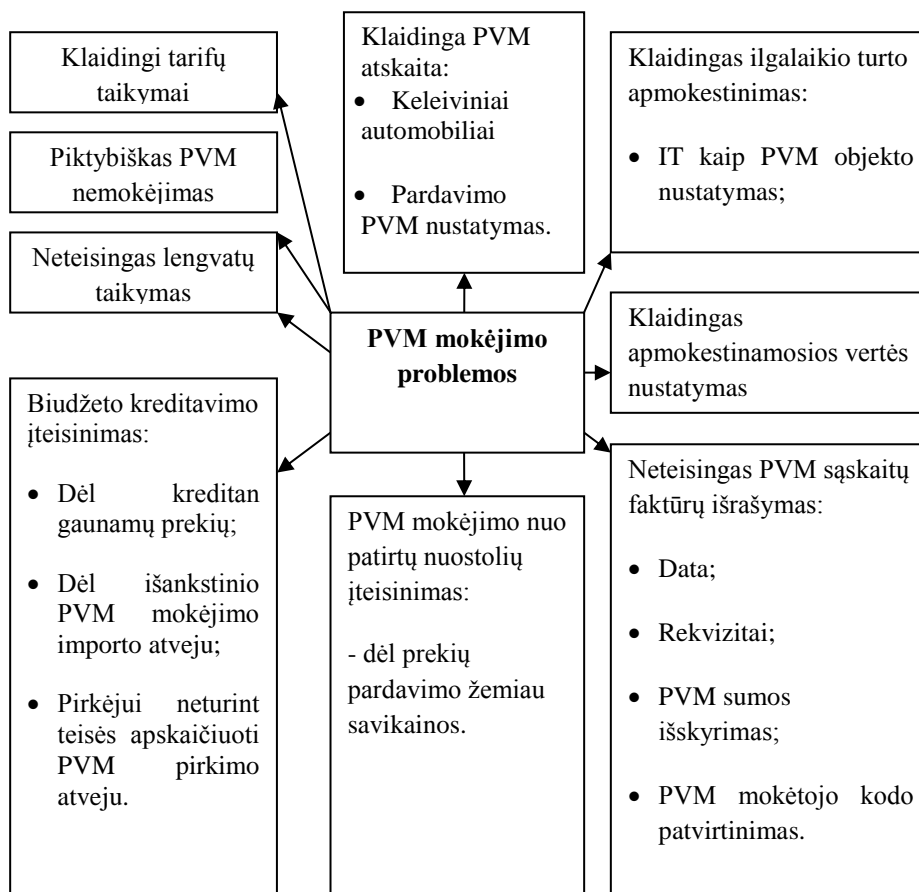 Klaidingi tarifų
taikymai
Piktybiškas PVM
nemokėjimas
Neteisingas lengvatų
taikymas
Klaidinga PVM
atskaita:
• Keleiviniai
automobiliai
• Pardavimo
PVM nustatymas.
Klaidingas ilgalaikio turto
apmokestinimas:
• IT kaip PVM objekto
nustatymas;
PVM mokėjimo
problemos
Klaidingas
apmokestinamosios vertės
nustatymas
Biudžeto kreditavimo
įteisinimas:
• Dėl kreditan
gaunamų prekių;
• Dėl išankstinio
PVM mokėjimo
importo atveju;
• Pirkėjui neturint
teisės apskaičiuoti
PVM pirkimo
atveju.
PVM mokėjimo nuo
patirtų nuostolių
įteisinimas:
- dėl prekių
pardavimo žemiau
savikainos.
Neteisingas PVM sąskaitų
faktūrų išrašymas:
• Data;
• Rekvizitai;
• PVM sumos
išskyrimas;
• PVM mokėtojo kodo
patvirtinimas.